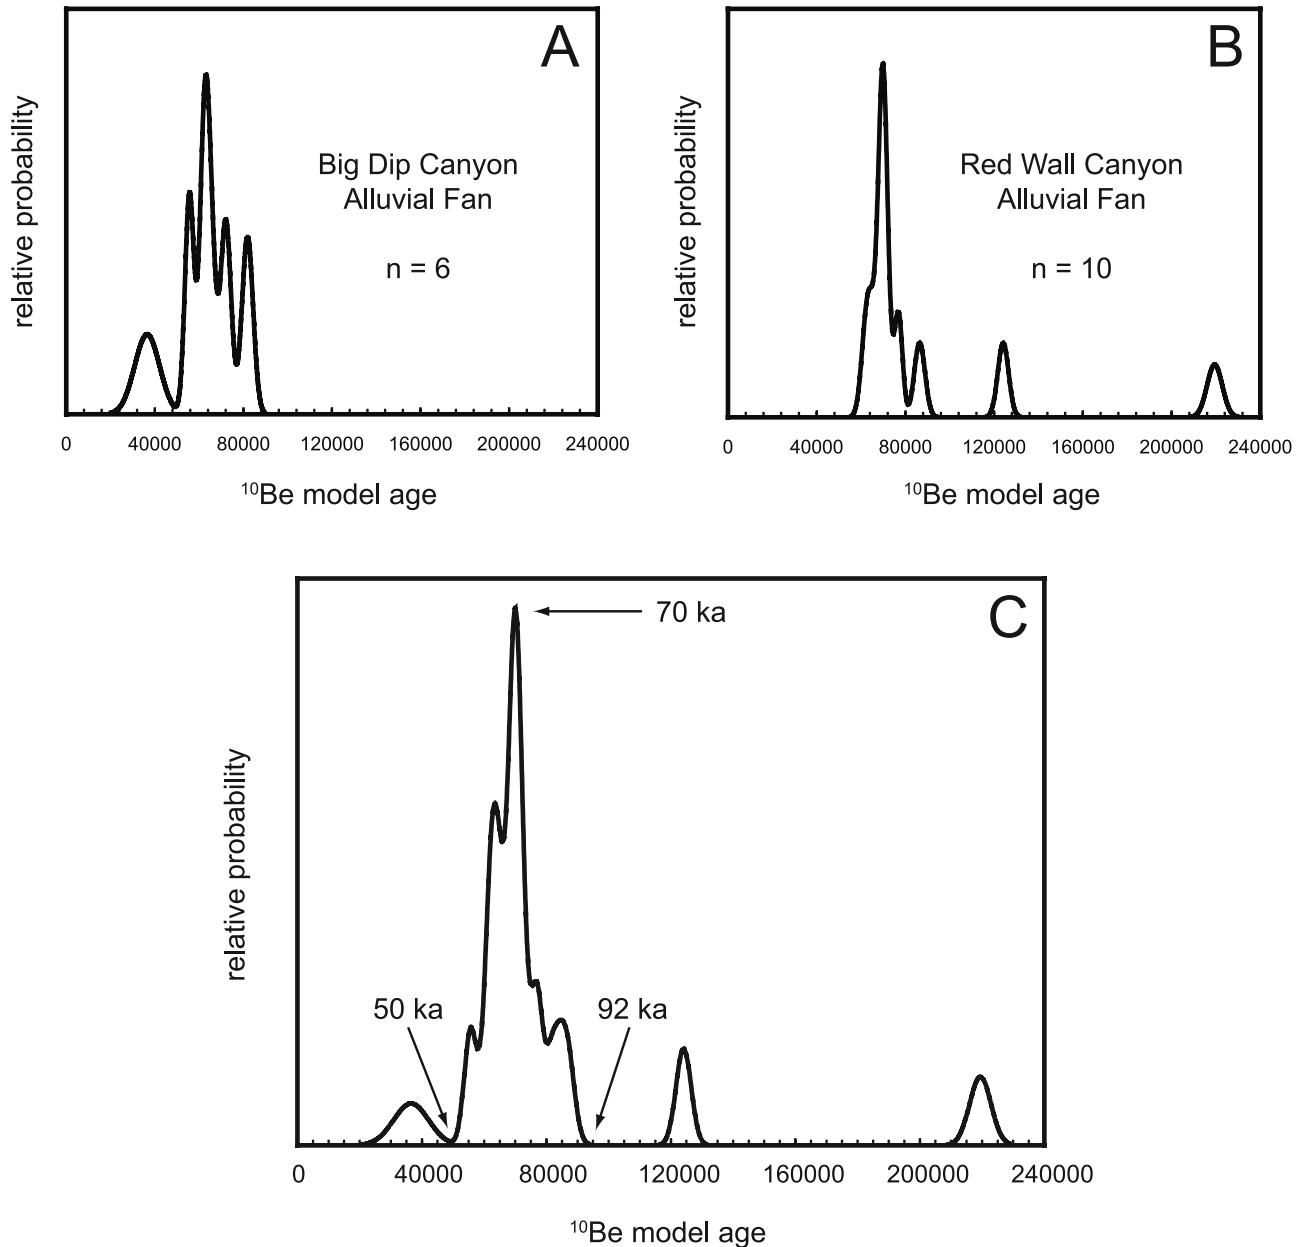 A
relative probability
Big Dip Canyon
Alluvial Fan
n = 6
0 40000 80000 120000 160000 200000 240000
¹⁰Be model age
B
relative probability
Red Wall Canyon
Alluvial Fan
n = 10
0 40000 80000 120000 160000 200000 240000
¹⁰Be model age
C
70 ka
relative probability
50 ka
92 ka
0 40000 80000 120000 160000 200000 240000
¹⁰Be model age